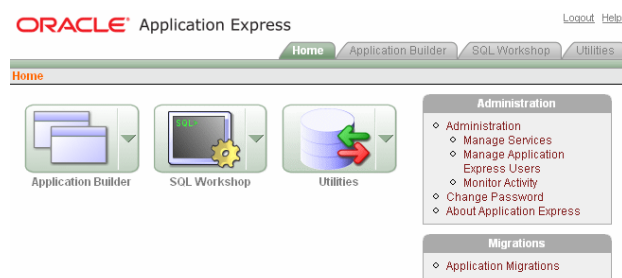 ORACLE Application Express
Logout Help
Home Application Builder SQL Workshop Utilities
Home
SQL>
Application Builder
SQL Workshop
Utilities
Administration
Administration
Manage Services
Manage Application
Express Users
Monitor Activity
Change Password
About Application Express
Migrations
Application Migrations